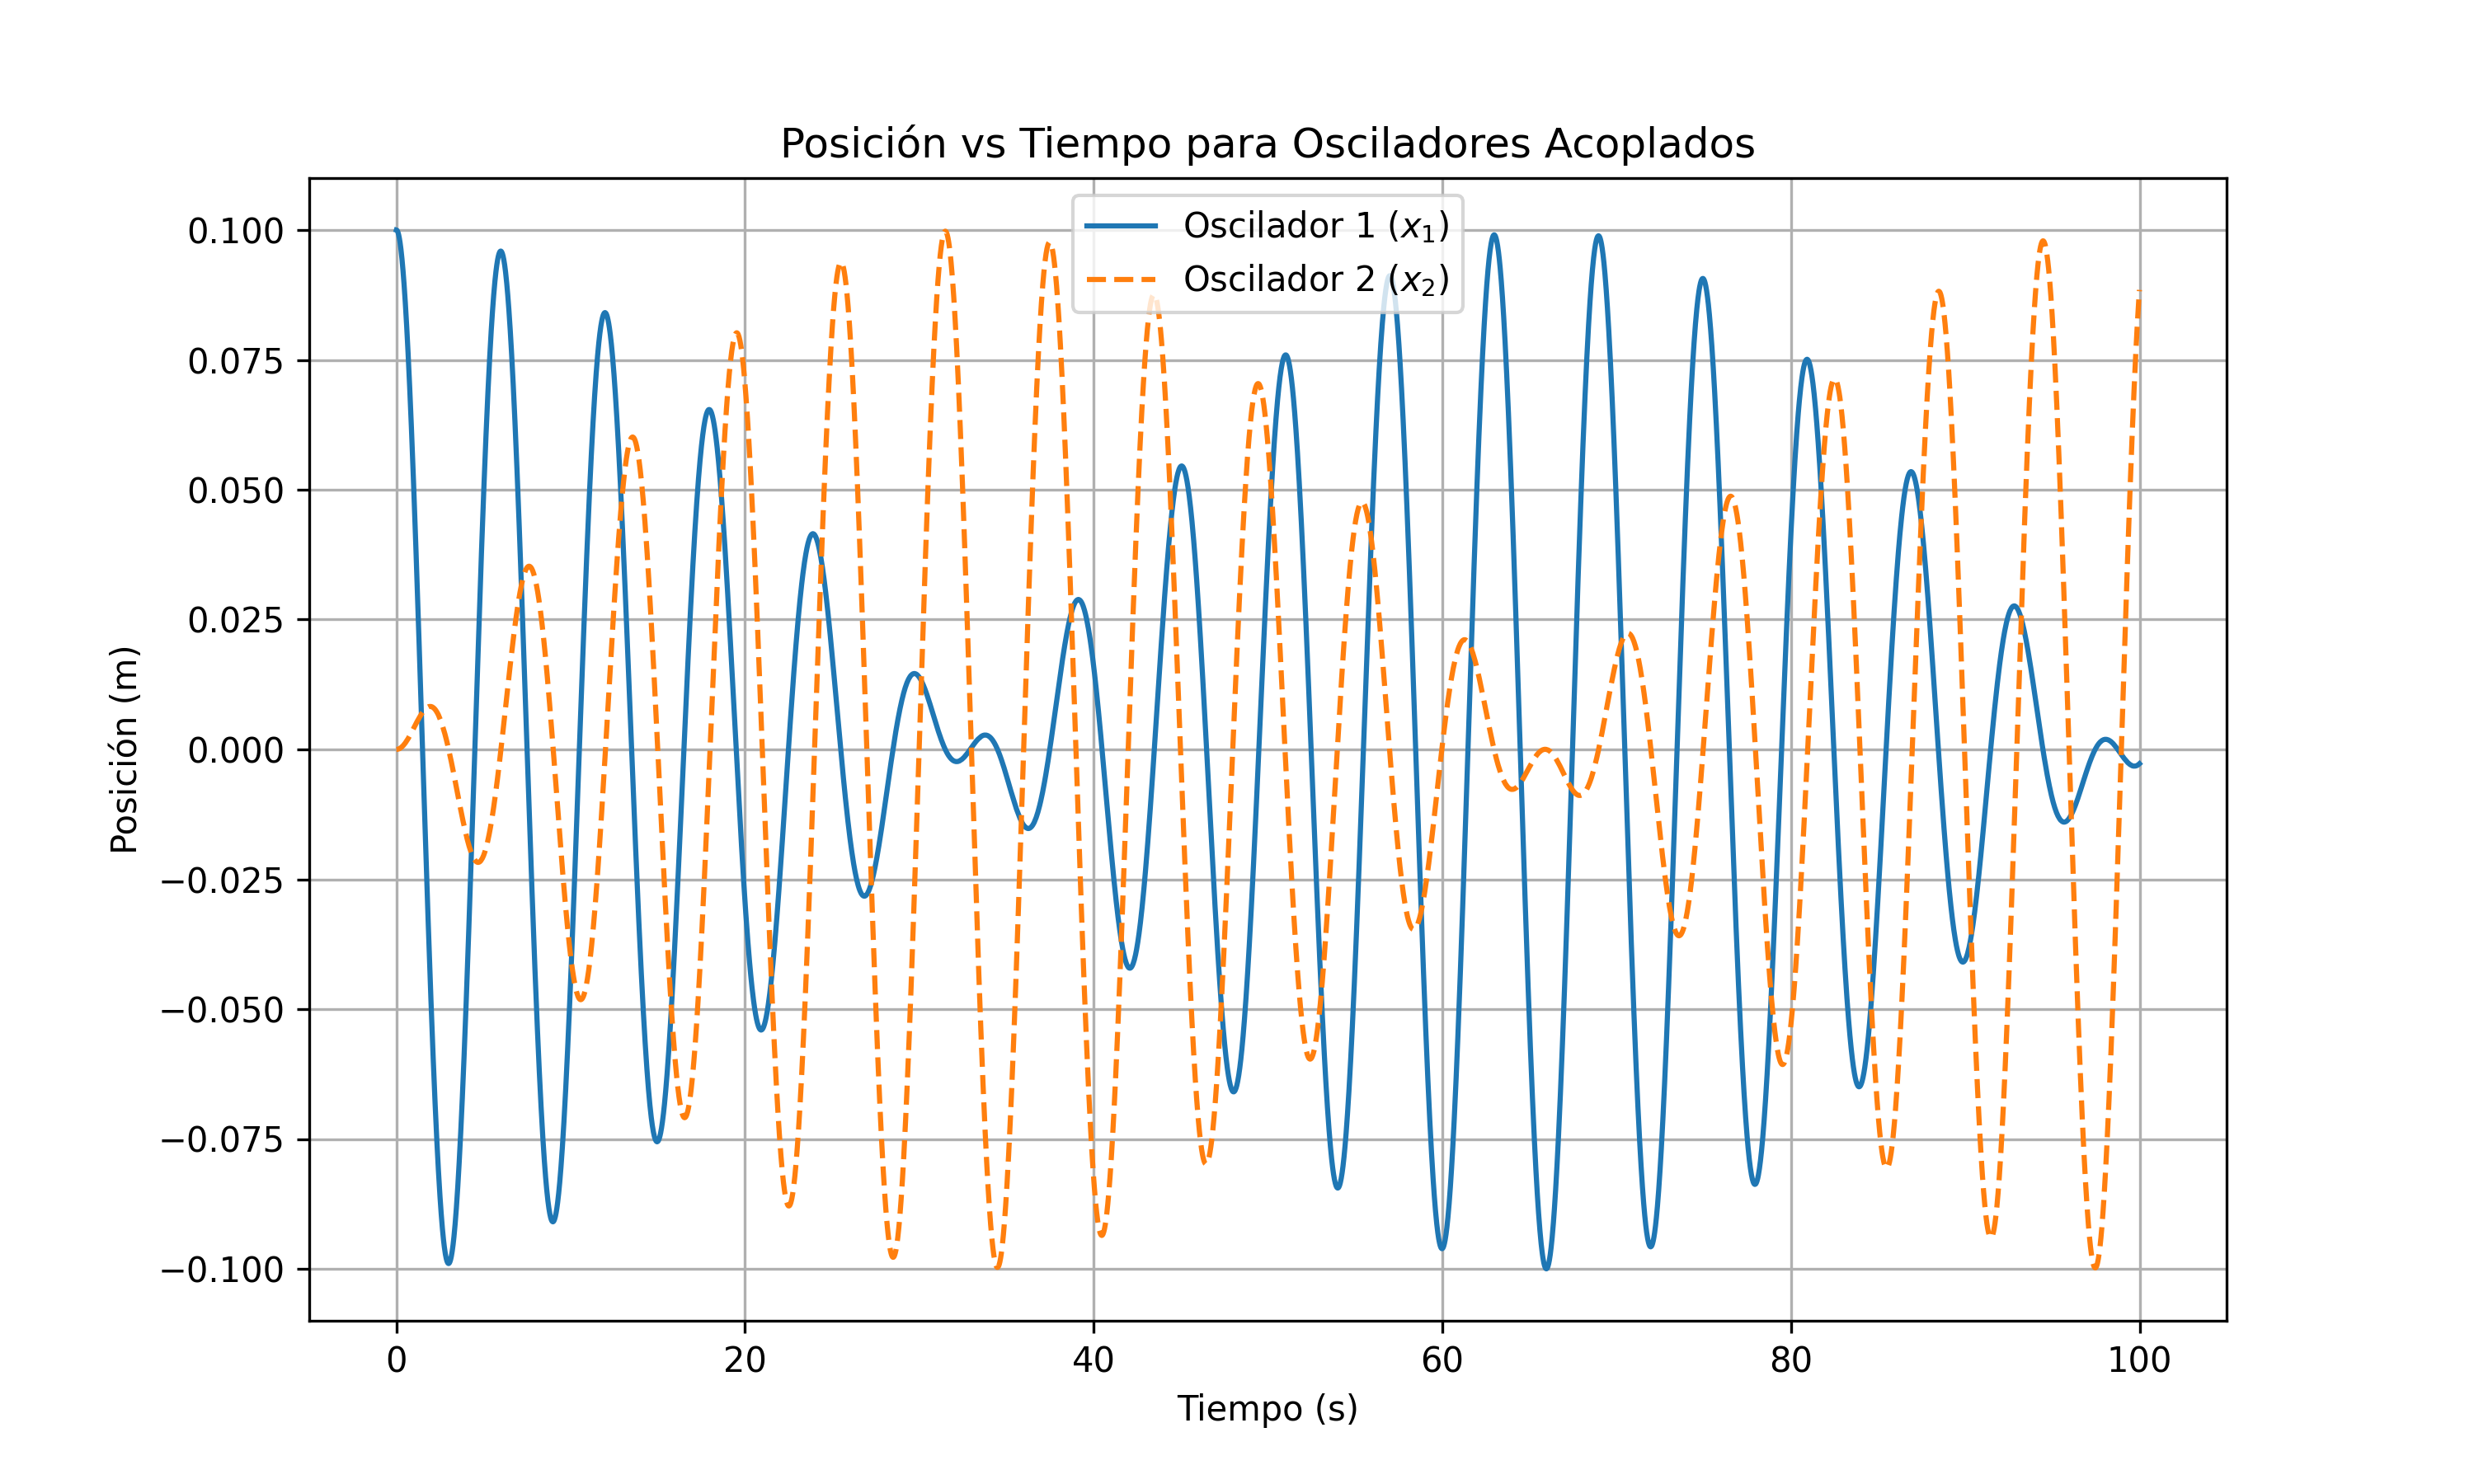 Posición vs Tiempo para Osciladores Acoplados
Oscilador 1 (x₁)
Oscilador 2 (x₂)
0.100
0.075
0.050
0.025
0.000
−0.025
−0.050
−0.075
−0.100
Posición (m)
0 20 40 60 80 100
Tiempo (s)